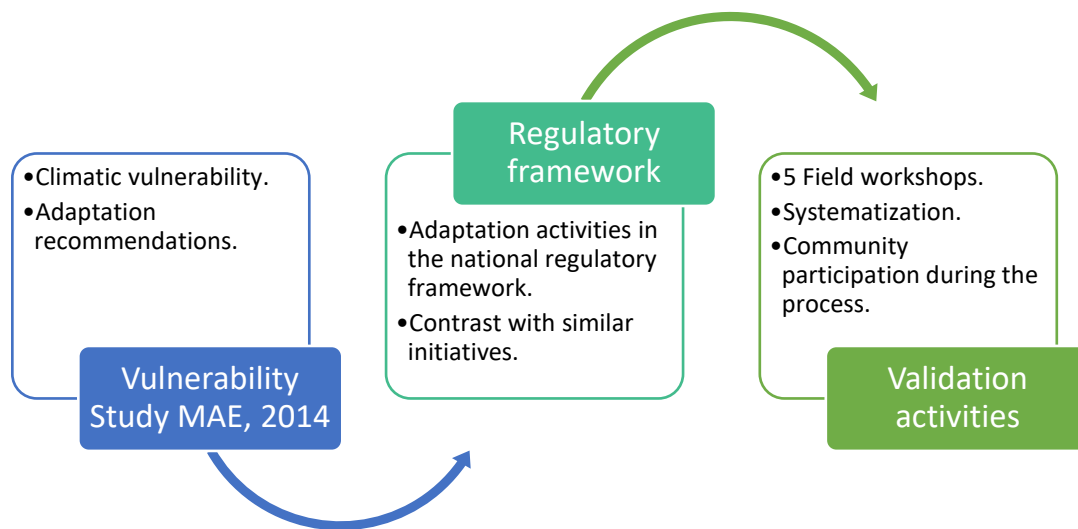 •Climatic vulnerability.
•Adaptation
recommendations.
Vulnerability
Study MAE, 2014
Regulatory
framework
•Adaptation activities in
the national regulatory
framework.
•Contrast with similar
initiatives.
•5 Field workshops.
•Systematization.
•Community
participation during the
process.
Validation
activities